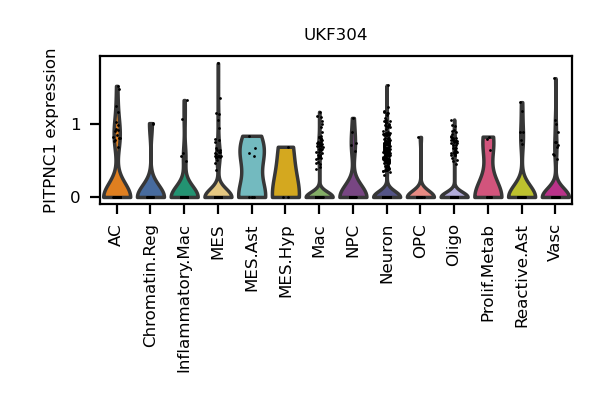 UKF304
PITPNC1 expression
1
0
AC
Chromatin.Reg
Inflammatory.Mac
MES
MES.Ast
MES.Hyp
Mac
NPC
Neuron
OPC
Oligo
Prolif.Metab
Reactive.Ast
Vasc